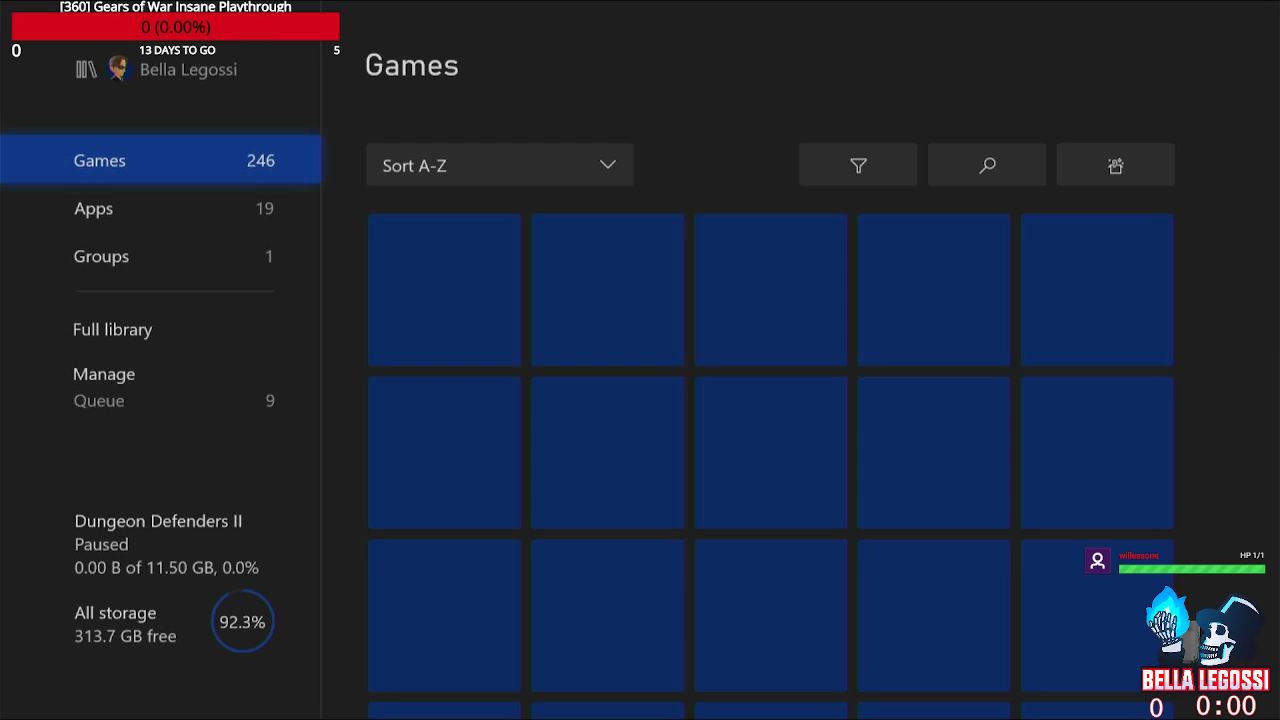 [360] Gears of War Insane Playthrough
0 (0.00%)
0
13 DAYS TO GO
5
Bella Legossi
Games
Sort A-Z
Games 246
Apps 19
Groups 1
Full library
Manage
Queue 9
Dungeon Defenders II
Paused
0.00 B of 11.50 GB, 0.0%
All storage
313.7 GB free
92.3%
willessone
HP 1/1
BELLA LEGOSSI
0 0:00